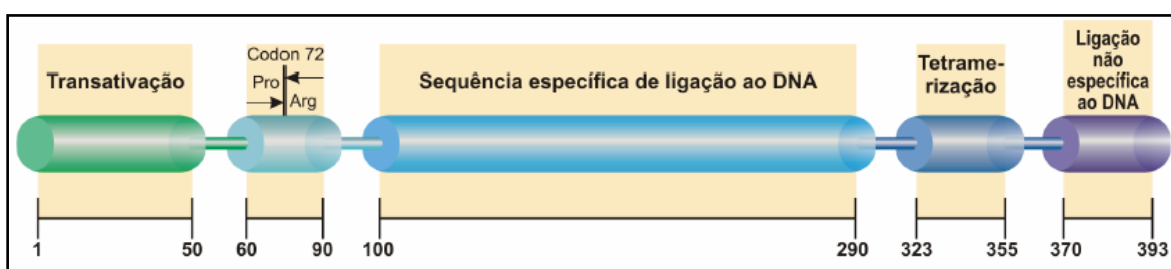 Transativação
Codon 72
Pro
Arg
Sequência específica de ligação ao DNA
Tetrame-
rização
Ligação
não
específica
ao DNA
1
50
60
90
100
290
323
355
370
393